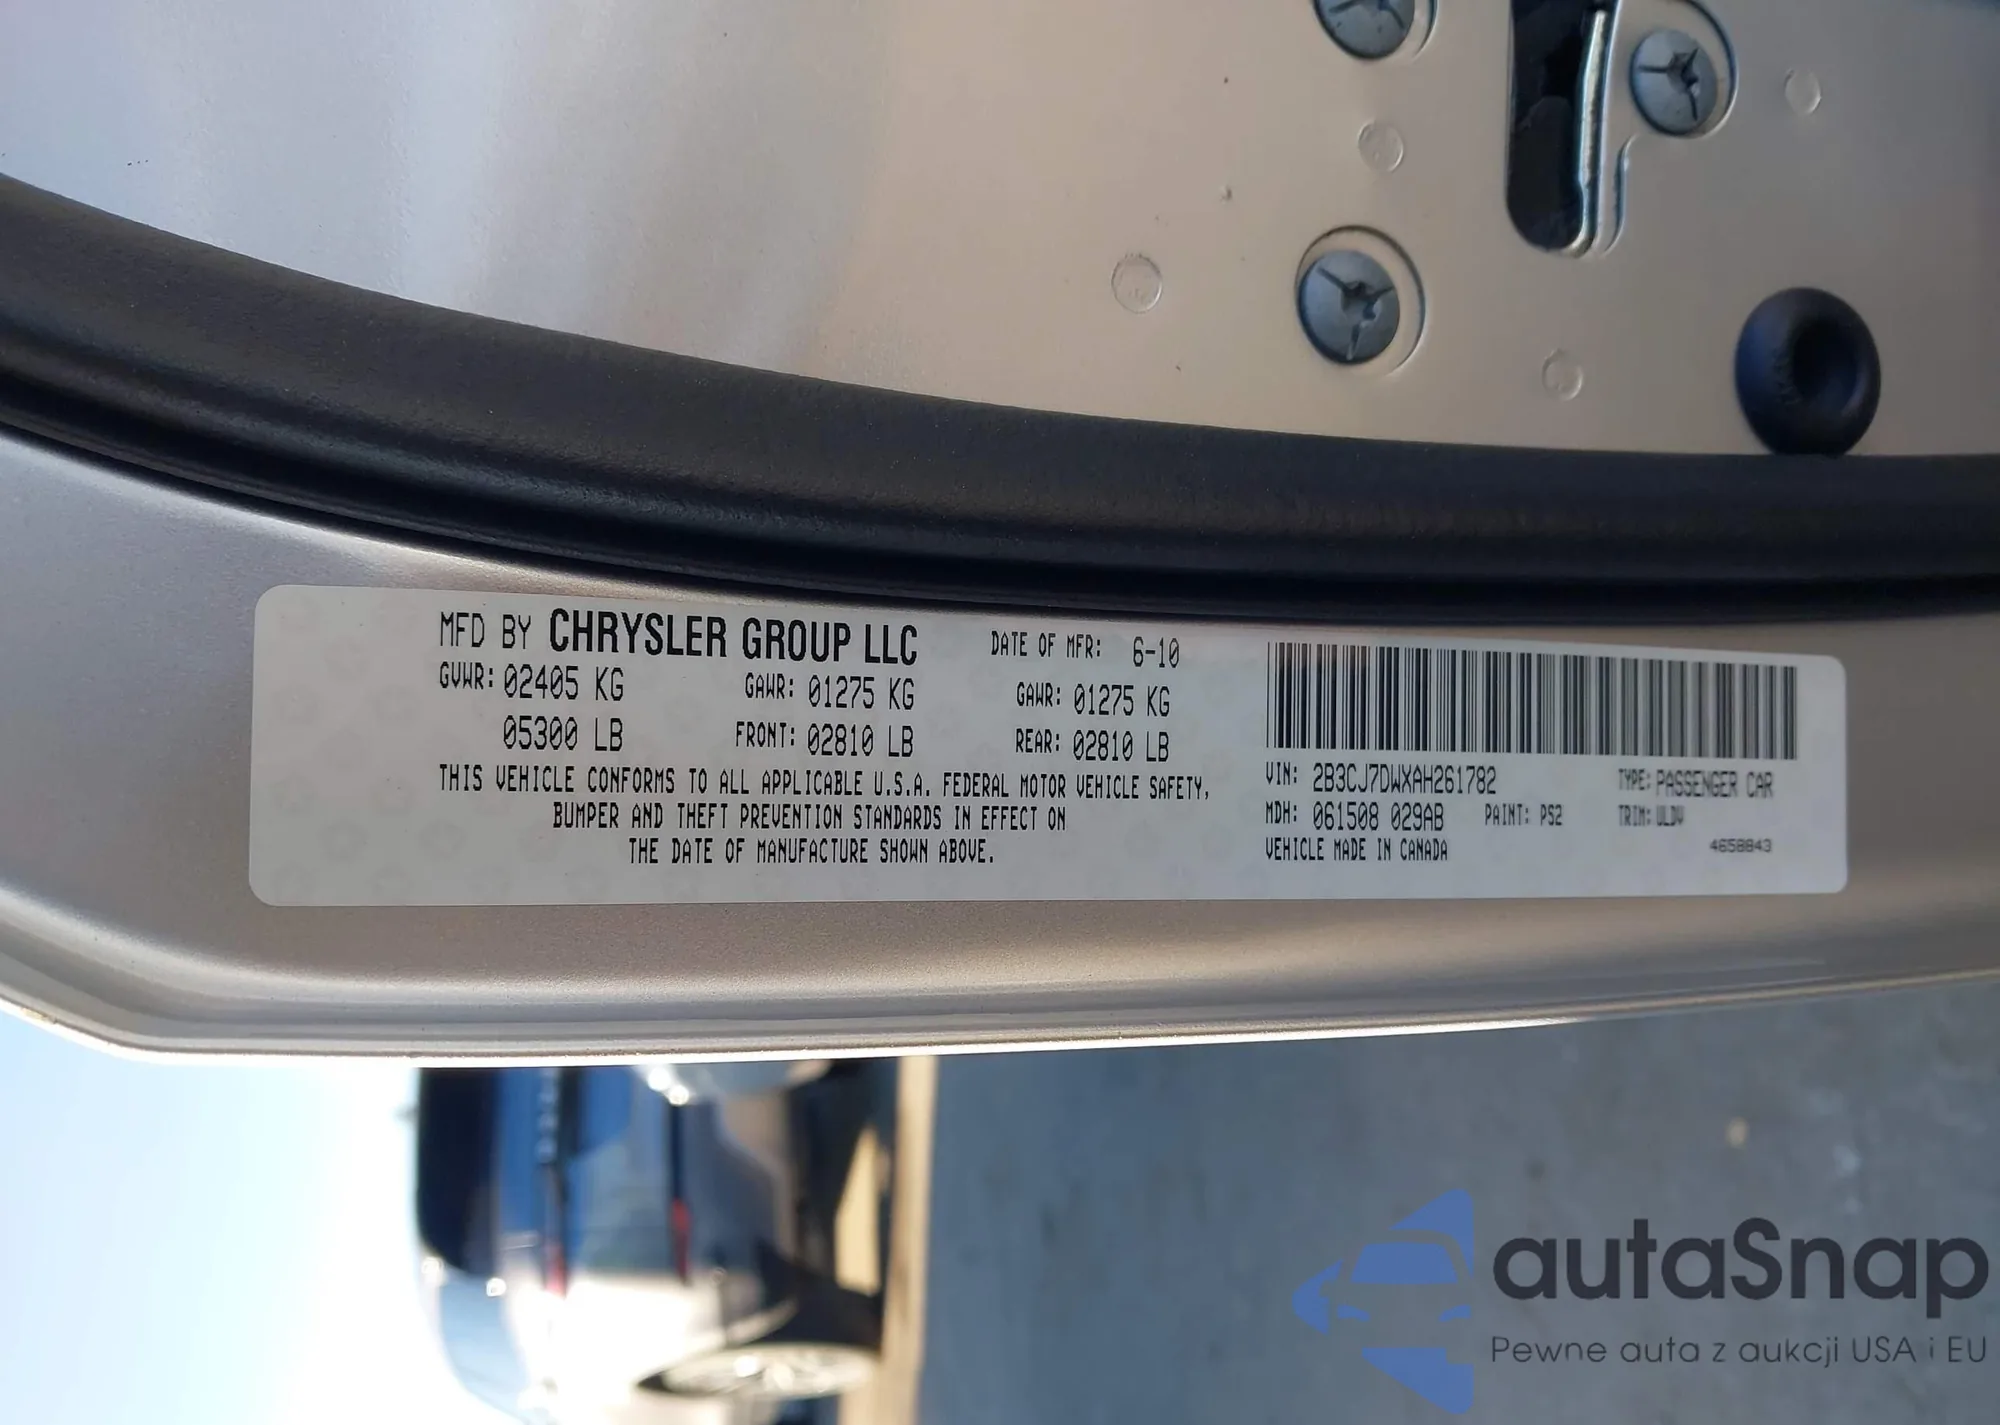 MFD BY CHRYSLER GROUP LLC DATE OF MFR: 6-10
GVWR: 02405 KG GAWR: 01275 KG GAWR: 01275 KG
05300 LB FRONT: 02810 LB REAR: 02810 LB
THIS VEHICLE CONFORMS TO ALL APPLICABLE U.S.A. FEDERAL MOTOR VEHICLE SAFETY,
BUMPER AND THEFT PREVENTION STANDARDS IN EFFECT ON
THE DATE OF MANUFACTURE SHOWN ABOVE.
VIN: 2B3CJ7DWXAH261782 TYPE: PASSENGER CAR
MDH: 061508 029AB PAINT: PS2 TRIM: ULDV
VEHICLE MADE IN CANADA 4658843
autaSnap
Pewne auta z aukcji USA i EU